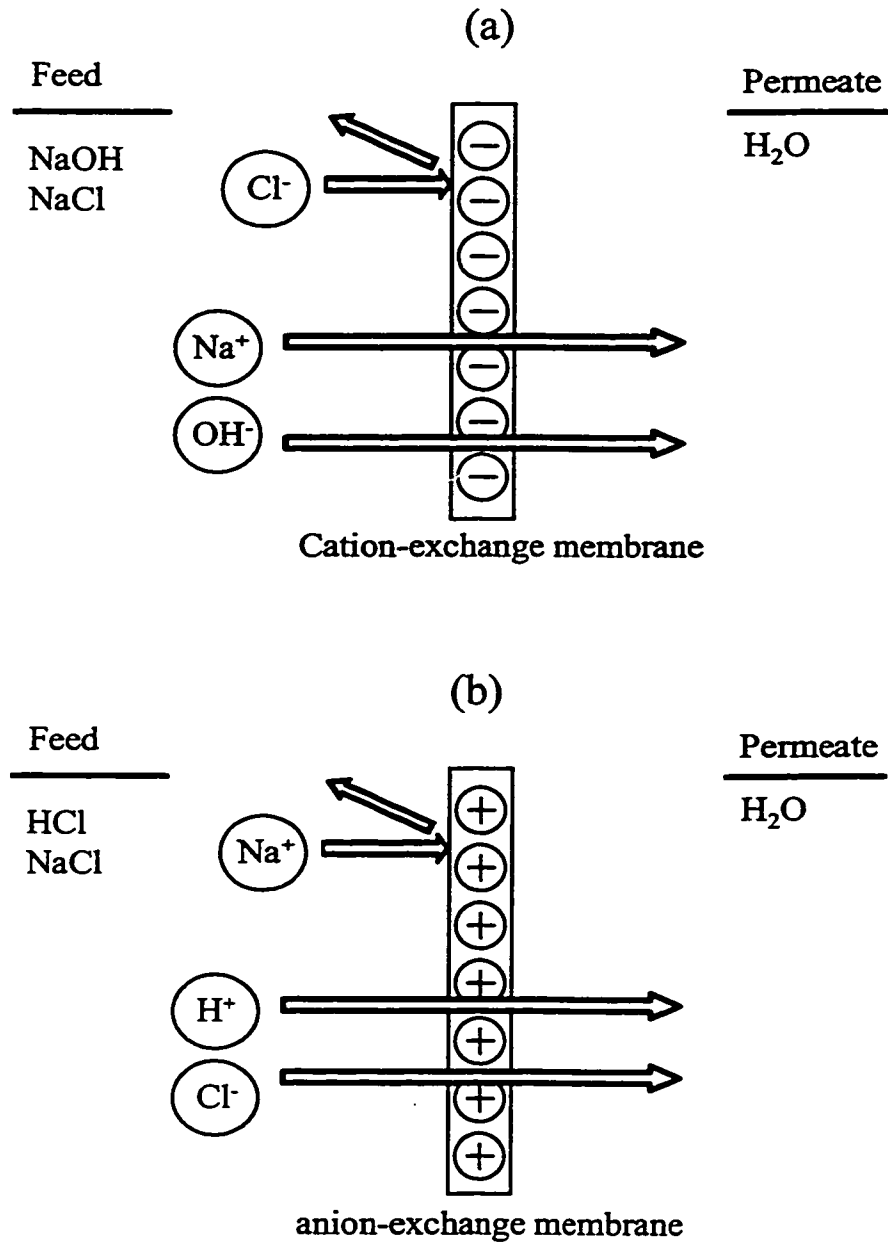 (a)
Feed
Permeate
NaOH
NaCl
H₂O
Cl⁻
Na⁺
OH⁻
Cation-exchange membrane
(b)
Feed
Permeate
HCl
NaCl
H₂O
Na⁺
H⁺
Cl⁻
anion-exchange membrane